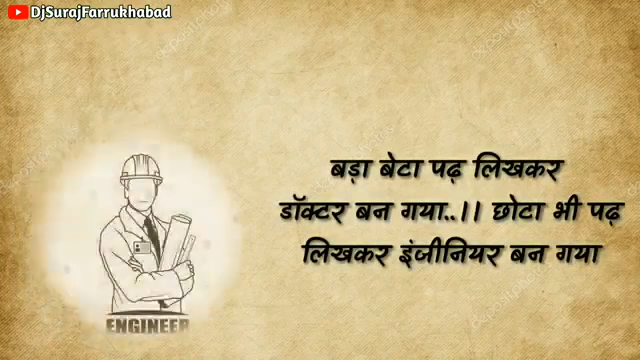 DjSurajFarrukhabad
बड़ा बेटा पढ़ लिखकर
डॉक्टर बन गया..।। छोटा भी पढ़
लिखकर इंजीनियर बन गया
ENGINEER